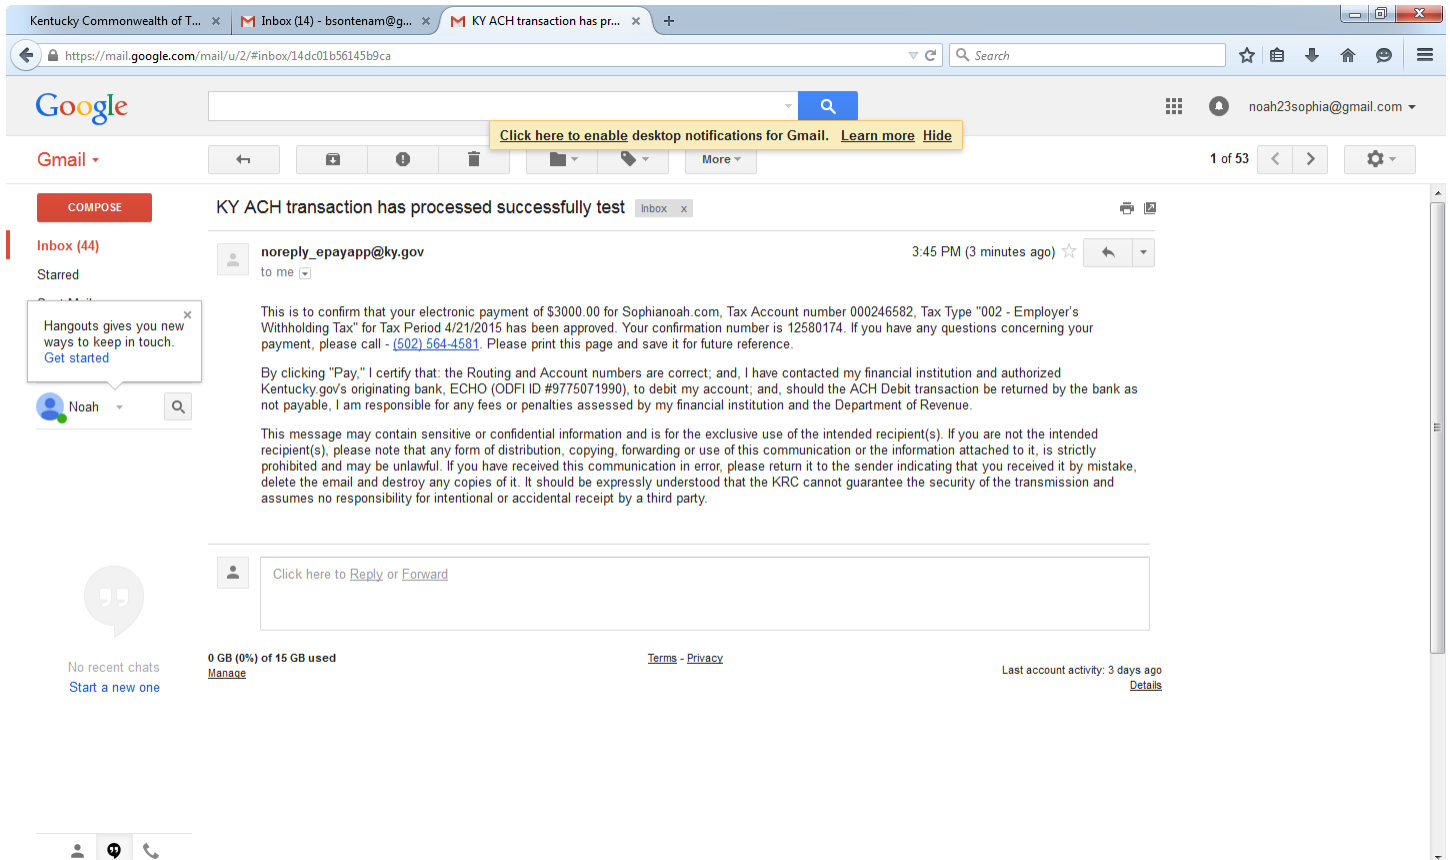 Kentucky Commonwealth of T... ×
Inbox (14) - bsontenam@g... ×
KY ACH transaction has pr... ×
https://mail.google.com/mail/u/2/#inbox/14dc01b56145b9ca
Search
Google
noah23sophia@gmail.com
Click here to enable desktop notifications for Gmail. Learn more Hide
Gmail
More
1 of 53
COMPOSE
KY ACH transaction has processed successfully test Inbox x
Inbox (44)
Starred
Hangouts gives you new
ways to keep in touch.
Get started
Noah
noreply_epayapp@ky.gov
3:45 PM (3 minutes ago)
to me
This is to confirm that your electronic payment of $3000.00 for Sophianoah.com, Tax Account number 000246582, Tax Type "002 - Employer's
Withholding Tax" for Tax Period 4/21/2015 has been approved. Your confirmation number is 12580174. If you have any questions concerning your
payment, please call - (502) 564-4581. Please print this page and save it for future reference.
By clicking "Pay," I certify that: the Routing and Account numbers are correct; and, I have contacted my financial institution and authorized
Kentucky.gov's originating bank, ECHO (ODFI ID #9775071990), to debit my account; and, should the ACH Debit transaction be returned by the bank as
not payable, I am responsible for any fees or penalties assessed by my financial institution and the Department of Revenue.
This message may contain sensitive or confidential information and is for the exclusive use of the intended recipient(s). If you are not the intended
recipient(s), please note that any form of distribution, copying, forwarding or use of this communication or the information attached to it, is strictly
prohibited and may be unlawful. If you have received this communication in error, please return it to the sender indicating that you received it by mistake,
delete the email and destroy any copies of it. It should be expressly understood that the KRC cannot guarantee the security of the transmission and
assumes no responsibility for intentional or accidental receipt by a third party.
Click here to Reply or Forward
No recent chats
Start a new one
0 GB (0%) of 15 GB used
Manage
Terms - Privacy
Last account activity: 3 days ago
Details